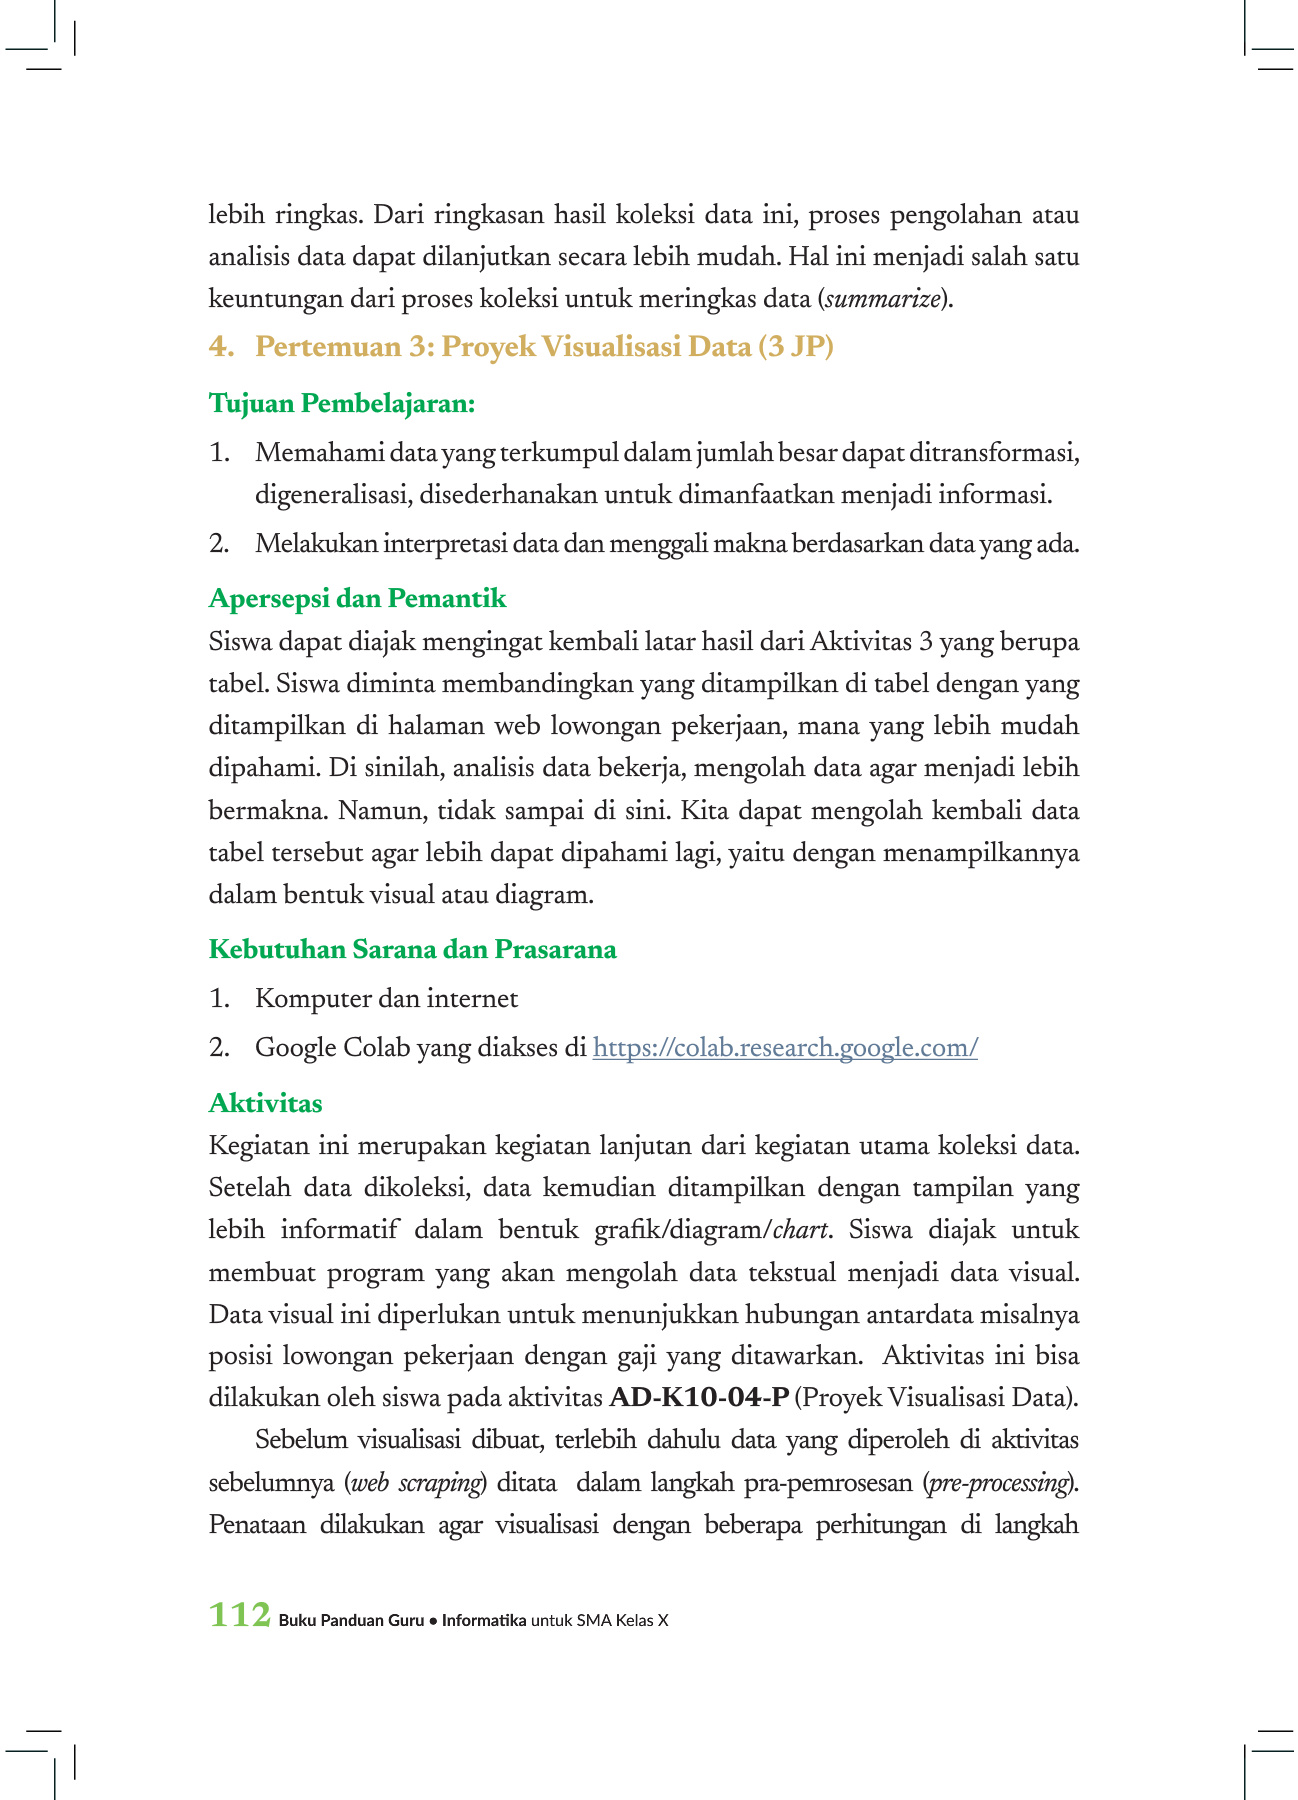 lebih ringkas. Dari ringkasan hasil koleksi data ini, proses pengolahan atau
analisis data dapat dilanjutkan secara lebih mudah. Hal ini menjadi salah satu
keuntungan dari proses koleksi untuk meringkas data (summarize).
4. Pertemuan 3: Proyek Visualisasi Data (3 JP)
Tujuan Pembelajaran:
1. Memahami data yang terkumpul dalam jumlah besar dapat ditransformasi,
digeneralisasi, disederhanakan untuk dimanfaatkan menjadi informasi.
2. Melakukan interpretasi data dan menggali makna berdasarkan data yang ada.
Apersepsi dan Pemantik
Siswa dapat diajak mengingat kembali latar hasil dari Aktivitas 3 yang berupa
tabel. Siswa diminta membandingkan yang ditampilkan di tabel dengan yang
ditampilkan di halaman web lowongan pekerjaan, mana yang lebih mudah
dipahami. Di sinilah, analisis data bekerja, mengolah data agar menjadi lebih
bermakna. Namun, tidak sampai di sini. Kita dapat mengolah kembali data
tabel tersebut agar lebih dapat dipahami lagi, yaitu dengan menampilkannya
dalam bentuk visual atau diagram.
Kebutuhan Sarana dan Prasarana
1. Komputer dan internet
2. Google Colab yang diakses di https://colab.research.google.com/
Aktivitas
Kegiatan ini merupakan kegiatan lanjutan dari kegiatan utama koleksi data.
Setelah data dikoleksi, data kemudian ditampilkan dengan tampilan yang
lebih informatif dalam bentuk grafik/diagram/chart. Siswa diajak untuk
membuat program yang akan mengolah data tekstual menjadi data visual.
Data visual ini diperlukan untuk menunjukkan hubungan antardata misalnya
posisi lowongan pekerjaan dengan gaji yang ditawarkan. Aktivitas ini bisa
dilakukan oleh siswa pada aktivitas AD-K10-04-P (Proyek Visualisasi Data).
Sebelum visualisasi dibuat, terlebih dahulu data yang diperoleh di aktivitas
sebelumnya (web scraping) ditata dalam langkah pra-pemrosesan (pre-processing).
Penataan dilakukan agar visualisasi dengan beberapa perhitungan di langkah
112 Buku Panduan Guru • Informatika untuk SMA Kelas X